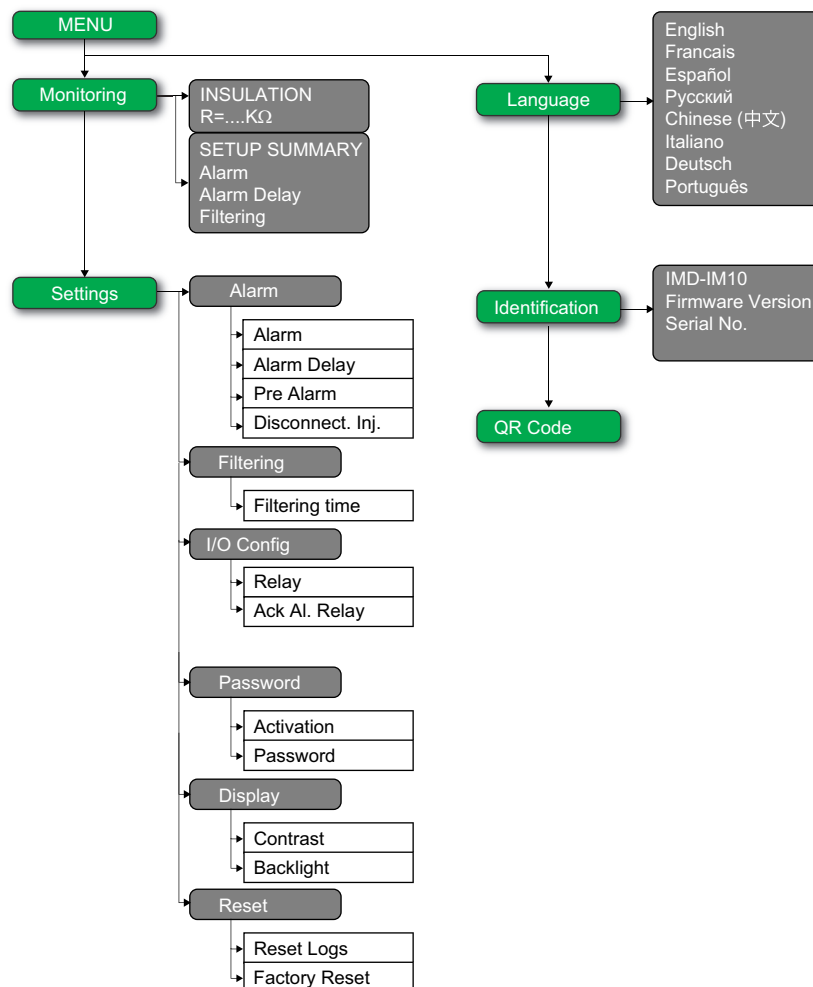 MENU
Monitoring
INSULATION
R=....KΩ
SETUP SUMMARY
Alarm
Alarm Delay
Filtering
Settings
Alarm
Alarm
Alarm Delay
Pre Alarm
Disconnect. Inj.
Filtering
Filtering time
I/O Config
Relay
Ack Al. Relay
Password
Activation
Password
Display
Contrast
Backlight
Reset
Reset Logs
Factory Reset
Language
English
Francais
Español
Русский
Chinese (中文)
Italiano
Deutsch
Português
Identification
IMD-IM10
Firmware Version
Serial No.
QR Code